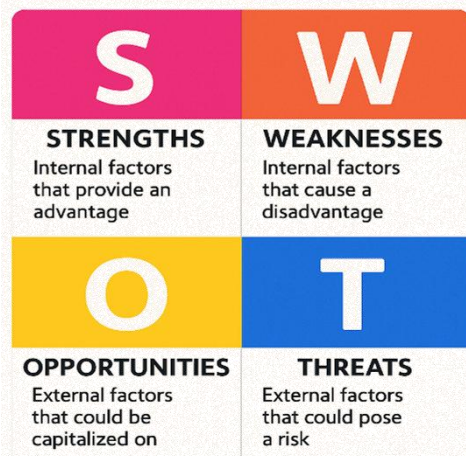 S
W
STRENGTHS
Internal factors
that provide an
advantage
WEAKNESSES
Internal factors
that cause a
disadvantage
O
T
OPPORTUNITIES
External factors
that could be
capitalized on
THREATS
External factors
that could pose
a risk